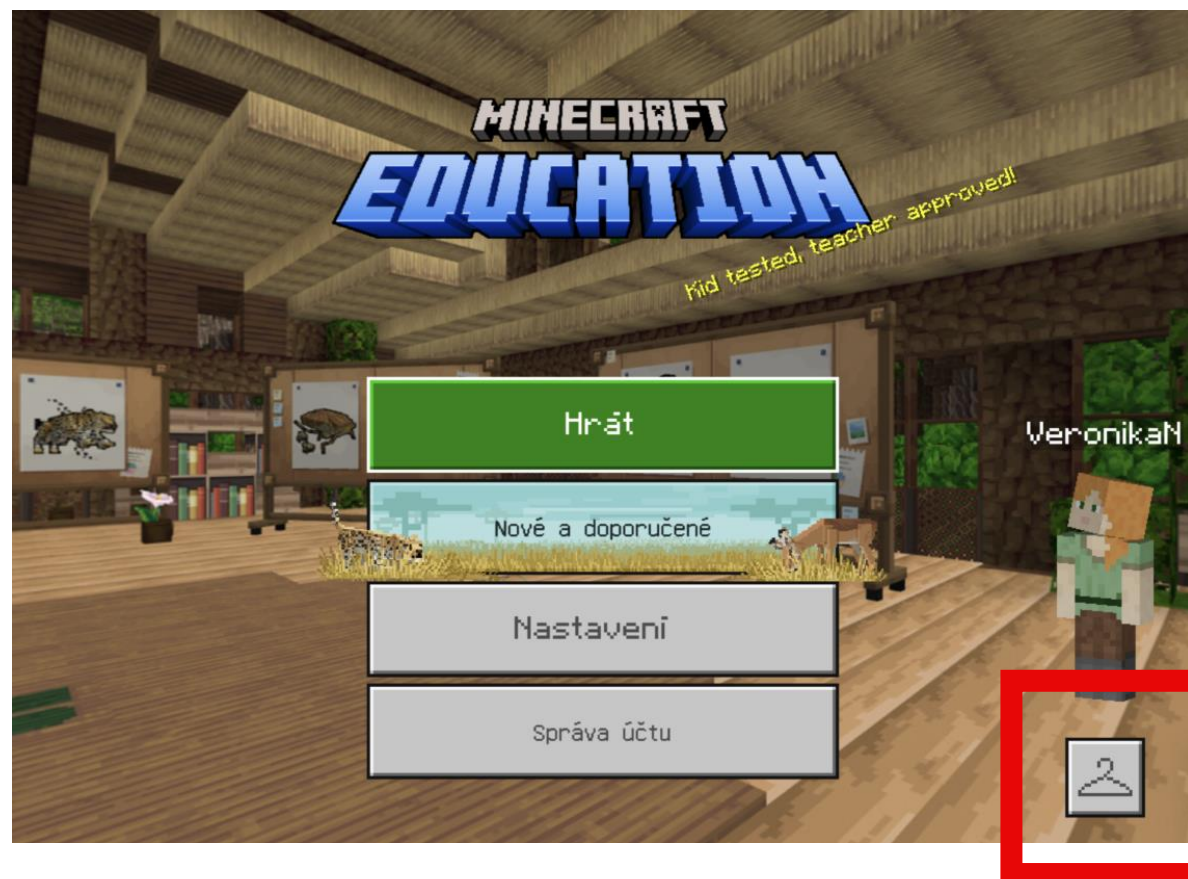 MINECRAFT
EDUCATION
Kid tested, teacher approved!
Hrát
VeronikaN
Nové a doporučené
Nastavení
Správa účtu